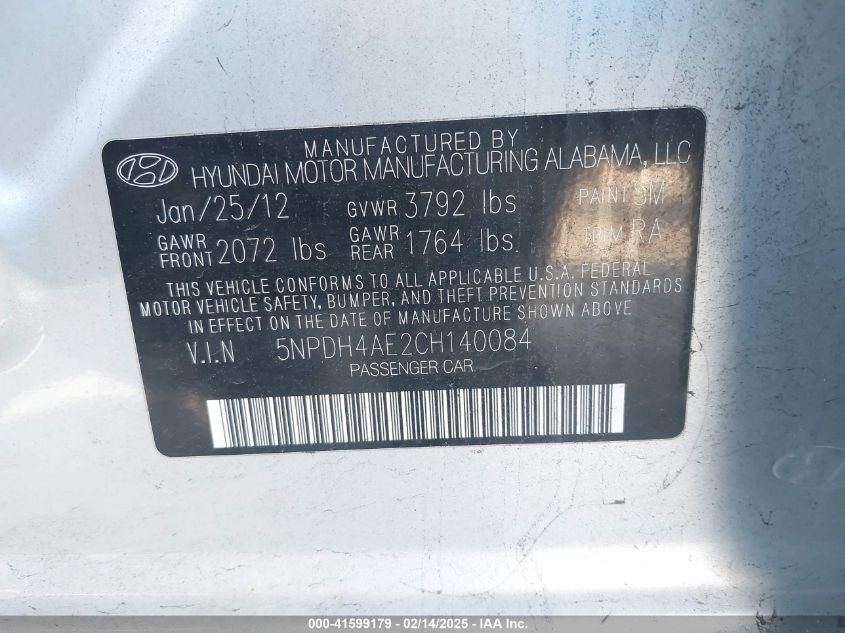 MANUFACTURED BY
HYUNDAI MOTOR MANUFACTURING ALABAMA, LLC
Jan/25/12 GVWR 3792 lbs PAINT SM
GAWR FRONT 2072 lbs GAWR REAR 1764 lbs TRIM RA
THIS VEHICLE CONFORMS TO ALL APPLICABLE U.S.A. FEDERAL
MOTOR VEHICLE SAFETY, BUMPER, AND THEFT PREVENTION STANDARDS
IN EFFECT ON THE DATE OF MANUFACTURE SHOWN ABOVE
V.I.N 5NPDH4AE2CH140084
PASSENGER CAR
000-41599179 - 02/14/2025 - IAA Inc.